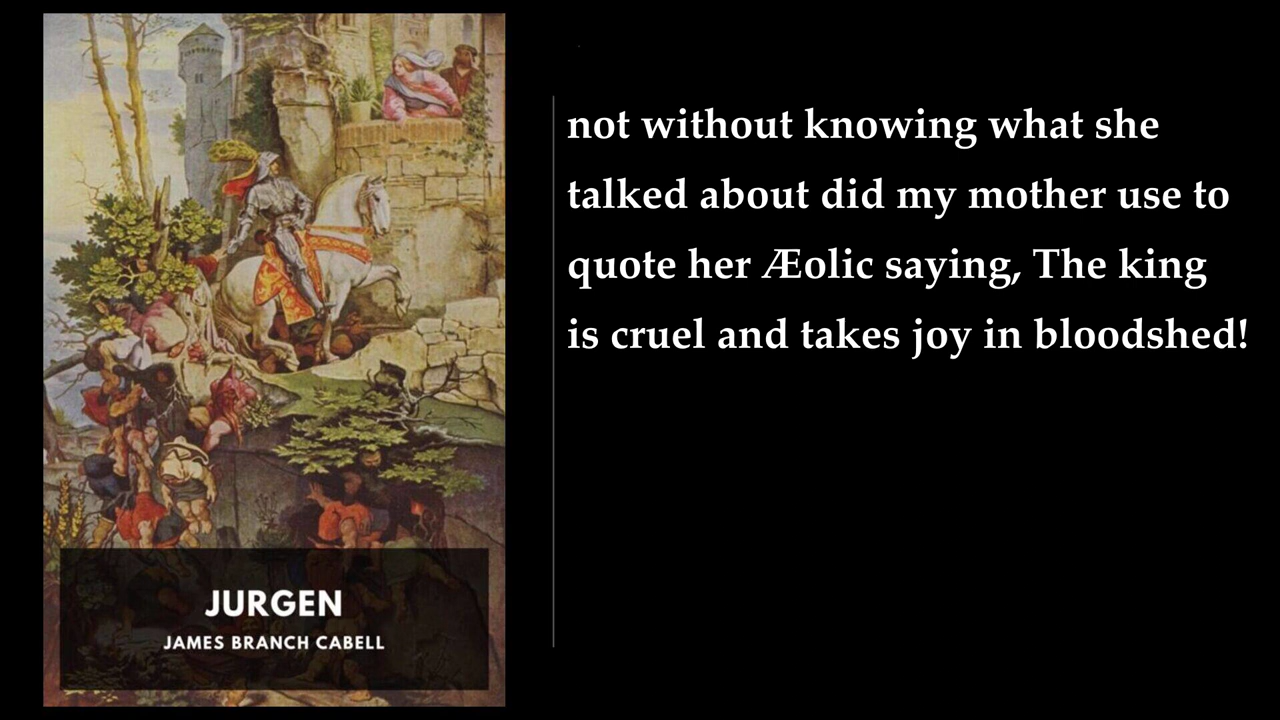 not without knowing what she
talked about did my mother use to
quote her Æolic saying, The king
is cruel and takes joy in bloodshed!
JURGEN
JAMES BRANCH CABELL